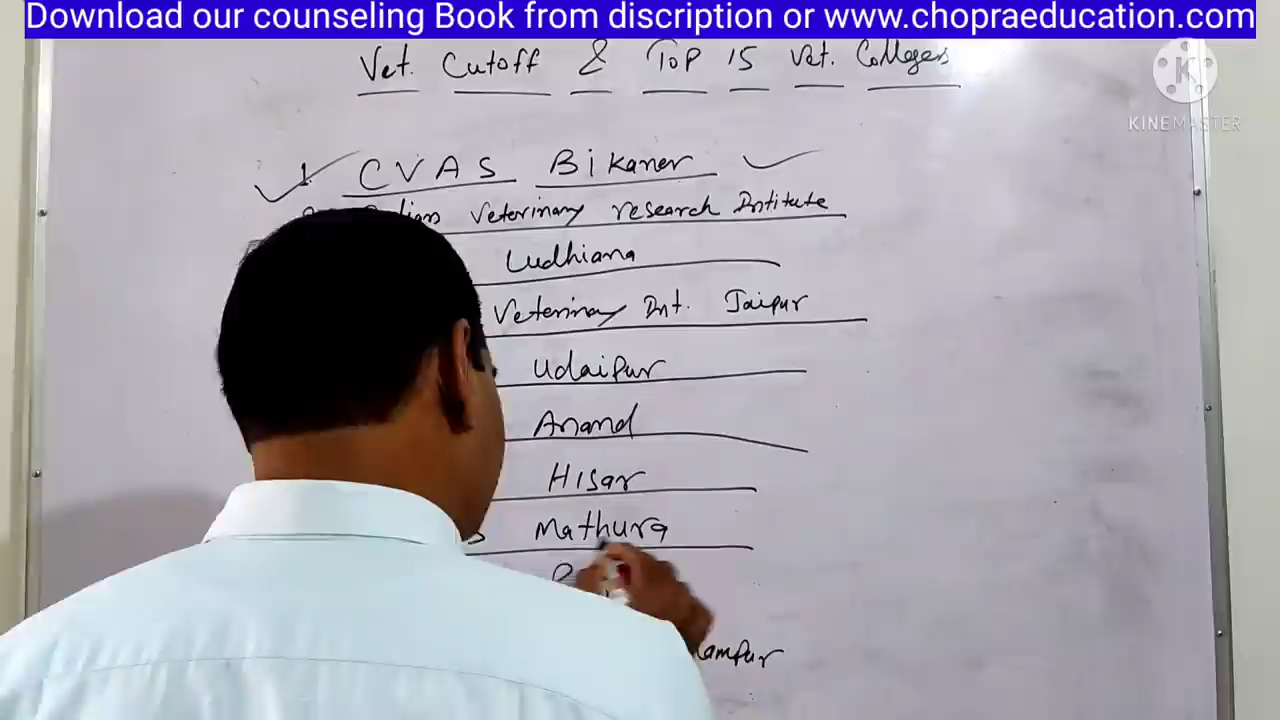 Download our counseling Book from discription or www.chopraeducation.com
Vet. Cutoff & Top 15 Vet. Colleges
KINEMASTER
1. CVAS Bikaner
Veterinary research Intitute
Ludhiana
Veterinary Int. Jaipur
Udaipur
Anand
Hisar
Mathura